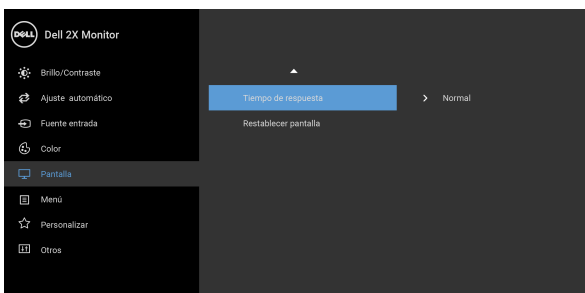 DELL Dell 2X Monitor
Brillo/Contraste
Ajuste automático
Tiempo de respuesta Normal
Fuente entrada
Restablecer pantalla
Color
Pantalla
Menú
Personalizar
Otros